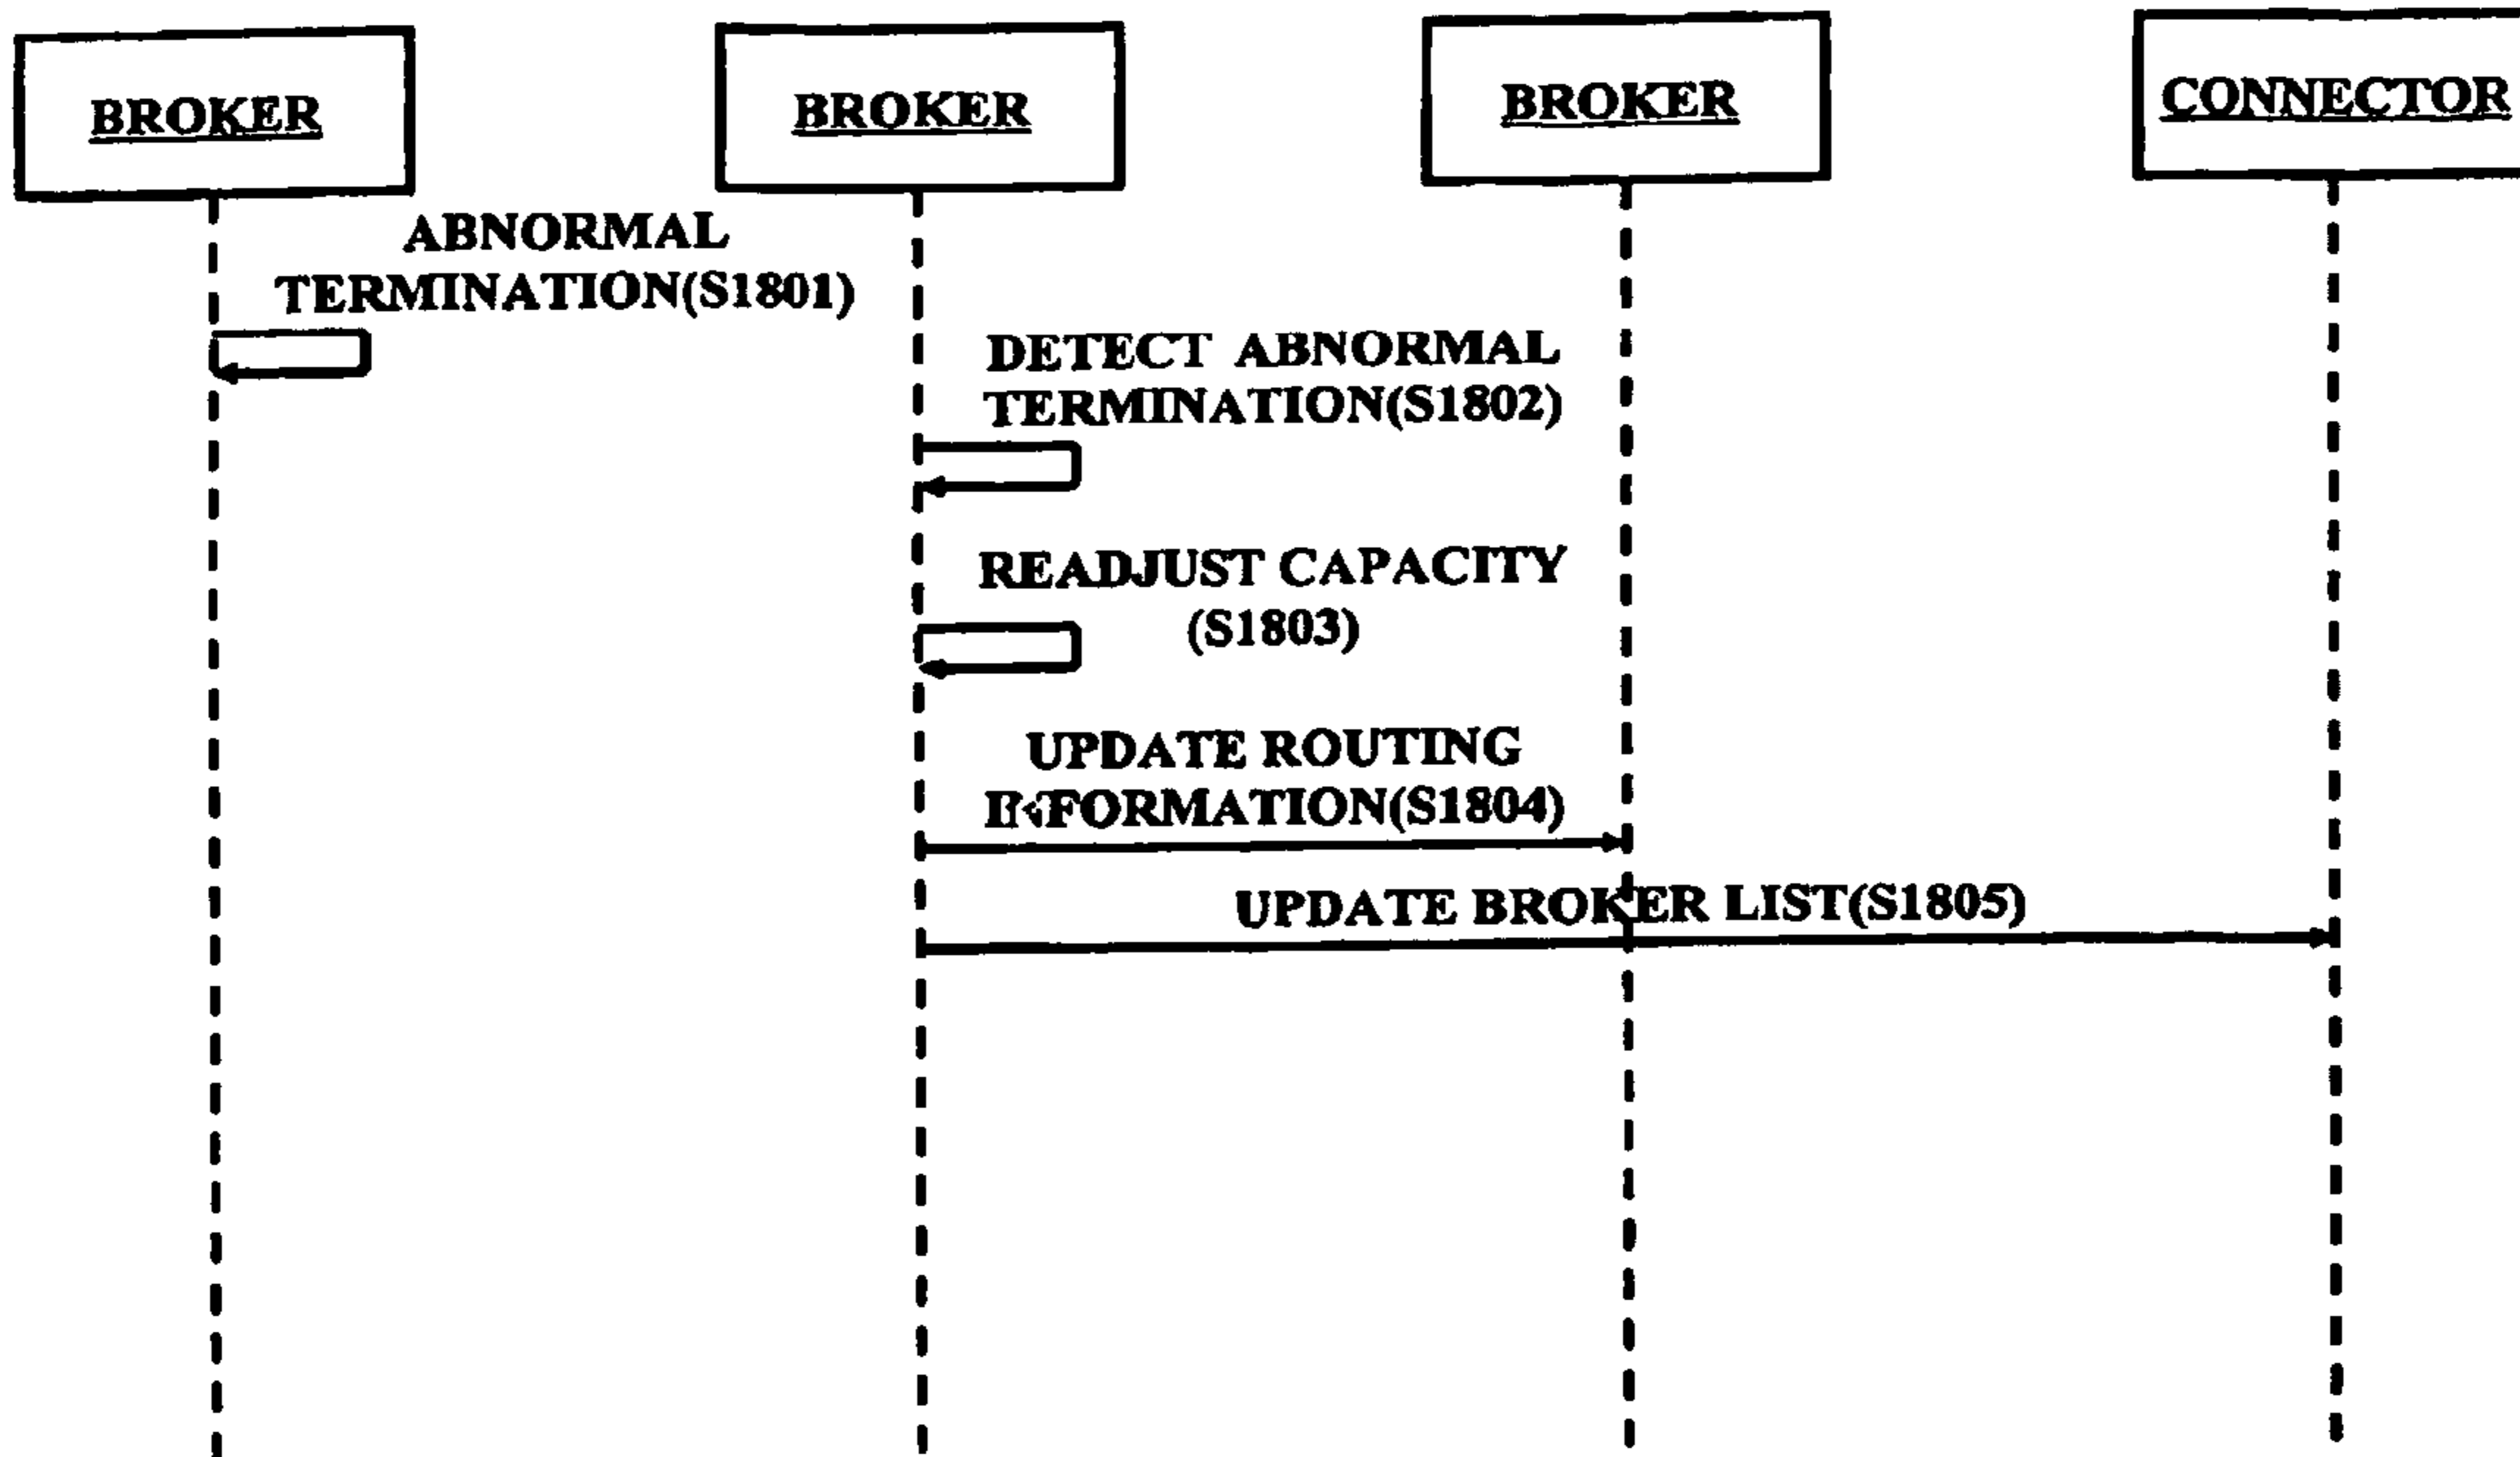 BROKER
BROKER
BROKER
CONNECTOR
ABNORMAL
TERMINATION(S1801)
DETECT ABNORMAL
TERMINATION(S1802)
READJUST CAPACITY
(S1803)
UPDATE ROUTING
INFORMATION(S1804)
UPDATE BROKER LIST(S1805)